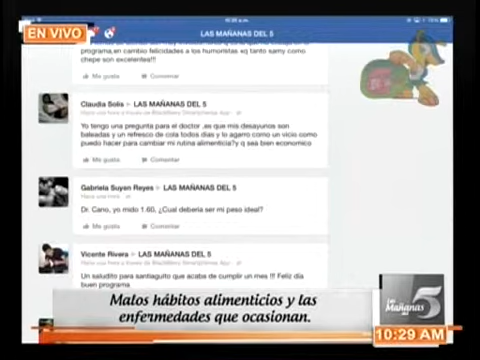 EN VIVO
LAS MAÑANAS DEL 5
programa,en cambio felicidades a los humoristas xq tanto samy como
chepe son excelentes!!!
Me gusta Comentar
Claudia Solis ▸ LAS MAÑANAS DEL 5
Yo tengo una pregunta para el doctor .es que mis desayunos son
baleadas y un refresco de cola todos dias y lo agarro como un vicio como
puedo hacer para cambiar mi rutina alimenticia?y q sea bien economico
Me gusta Comentar
Gabriela Suyen Reyes ▸ LAS MAÑANAS DEL 5
Dr. Cano, yo mido 1.60, ¿Cual deberia ser mi peso ideal?
Me gusta Comentar
Vicente Rivera ▸ LAS MAÑANAS DEL 5
Un saludito para santiaguito que acaba de cumplir un mes !!! Feliz día
buen programa
Malos hábitos alimenticios y las
enfermedades que ocasionan.
Las Mañanas del 5
10:29 AM